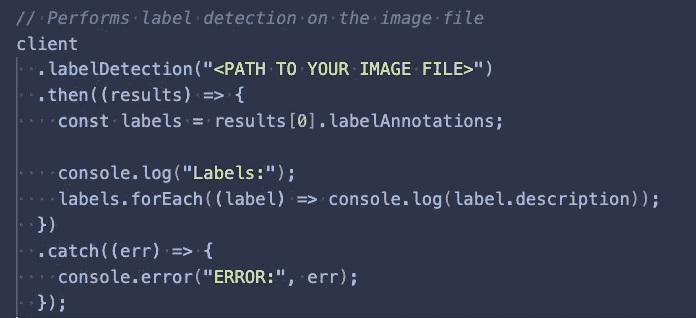 // Performs label detection on the image file
client
  .labelDetection("<PATH TO YOUR IMAGE FILE>")
  .then((results) => {
    const labels = results[0].labelAnnotations;

    console.log("Labels:");
    labels.forEach((label) => console.log(label.description));
  })
  .catch((err) => {
    console.error("ERROR:", err);
  });